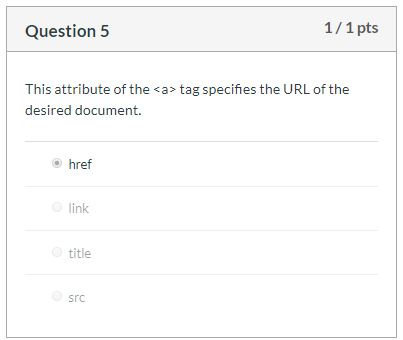 Question 5
1 / 1 pts
This attribute of the <a> tag specifies the URL of the
desired document.
href
link
title
src